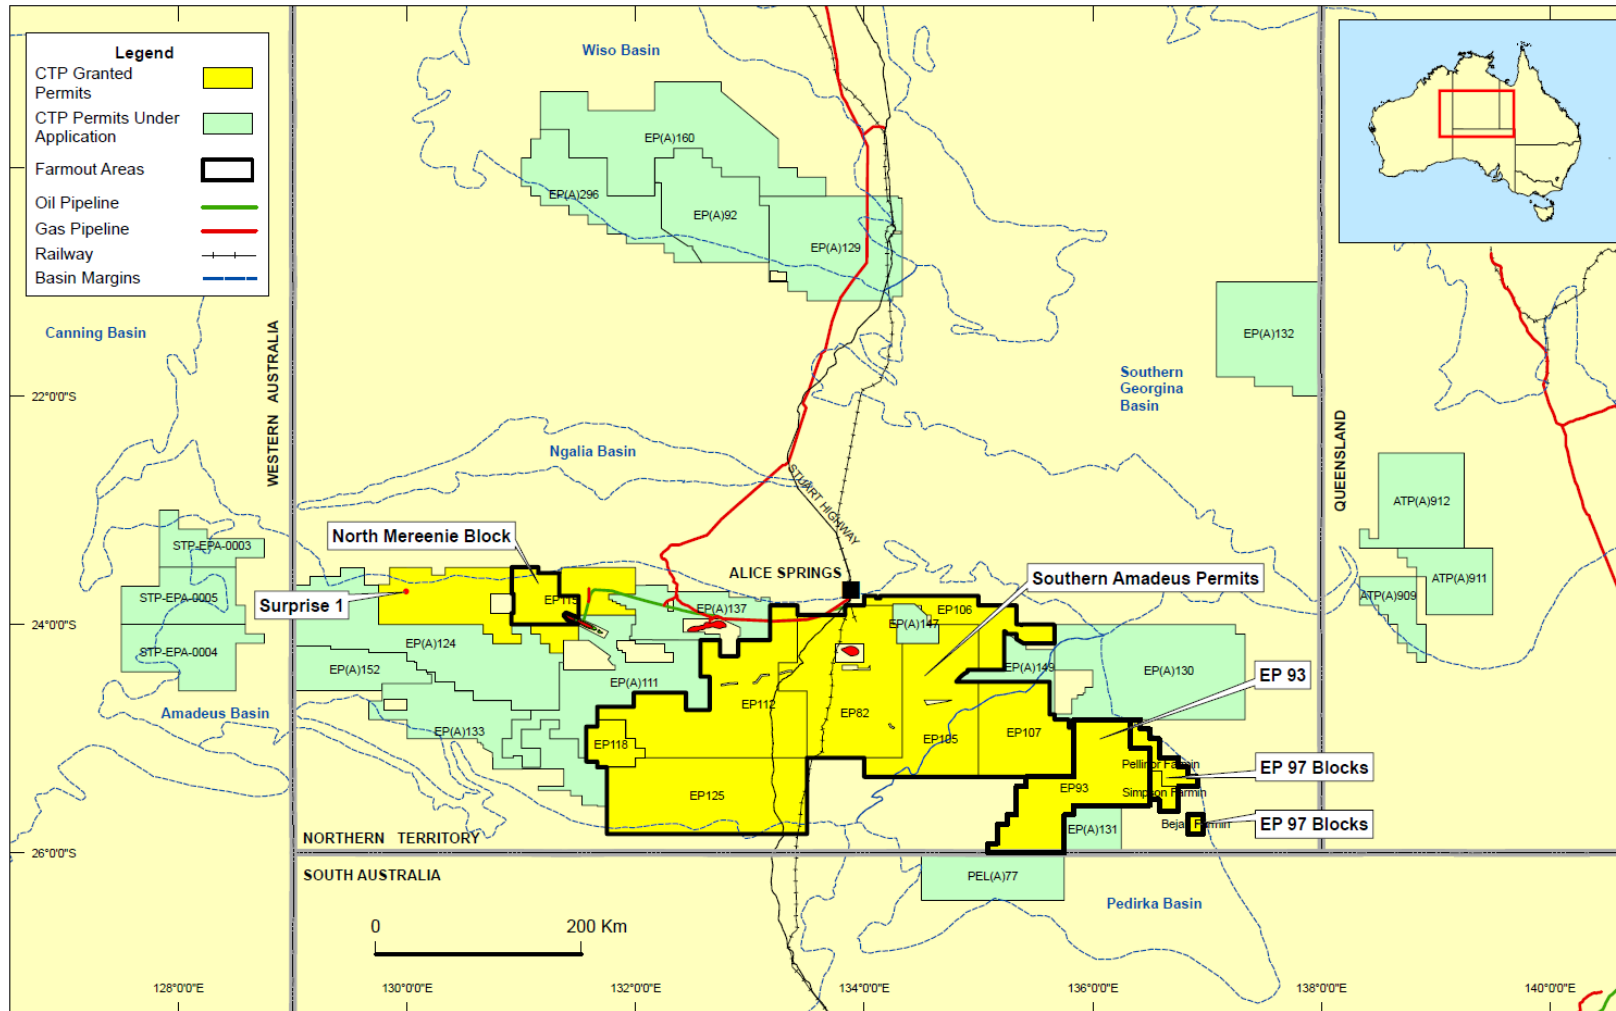 Legend
CTP Granted
Permits
CTP Permits Under
Application
Farmout Areas
Oil Pipeline
Gas Pipeline
Railway
Basin Margins
Wiso Basin
EP(A)160
EP(A)296
EP(A)92
EP(A)129
Canning Basin
WESTERN AUSTRALIA
22°0'0"S
Ngalia Basin
STUART HIGHWAY
Southern
Georgina
Basin
EP(A)132
QUEENSLAND
ATP(A)912
ATP(A)911
ATP(A)909
North Mereenie Block
STP-EPA-0003
STP-EPA-0005
STP-EPA-0004
Surprise 1
ALICE SPRINGS
Southern Amadeus Permits
EP115
EP(A)137
EP106
EP(A)147
24°0'0"S
EP(A)124
EP(A)152
EP(A)111
EP(A)149
EP(A)130
EP 93
Amadeus Basin
EP(A)133
EP112
EP82
EP118
EP105
EP107
Pellinor Farmin
EP 97 Blocks
EP125
EP93
Simpson Farmin
EP(A)131
EP 97 Blocks
NORTHERN TERRITORY
26°0'0"S
SOUTH AUSTRALIA
PEL(A)77
Pedirka Basin
0
200 Km
128°0'0"E
130°0'0"E
132°0'0"E
134°0'0"E
136°0'0"E
138°0'0"E
140°0'0"E